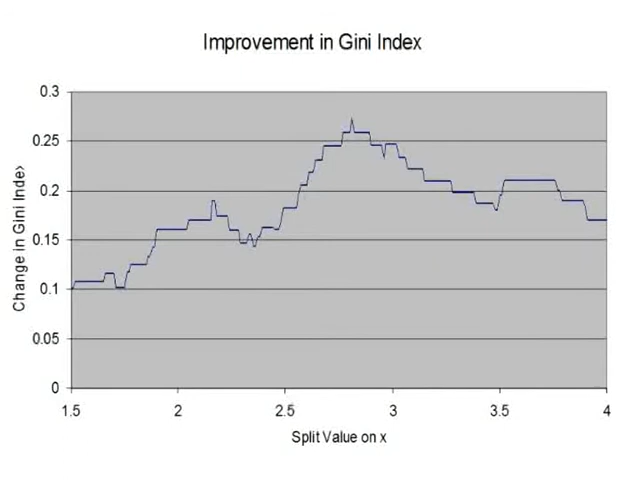 Improvement in Gini Index
0.3
0.25
0.2
0.15
0.1
0.05
0
Change in Gini Index
1.5 2 2.5 3 3.5 4
Split Value on x